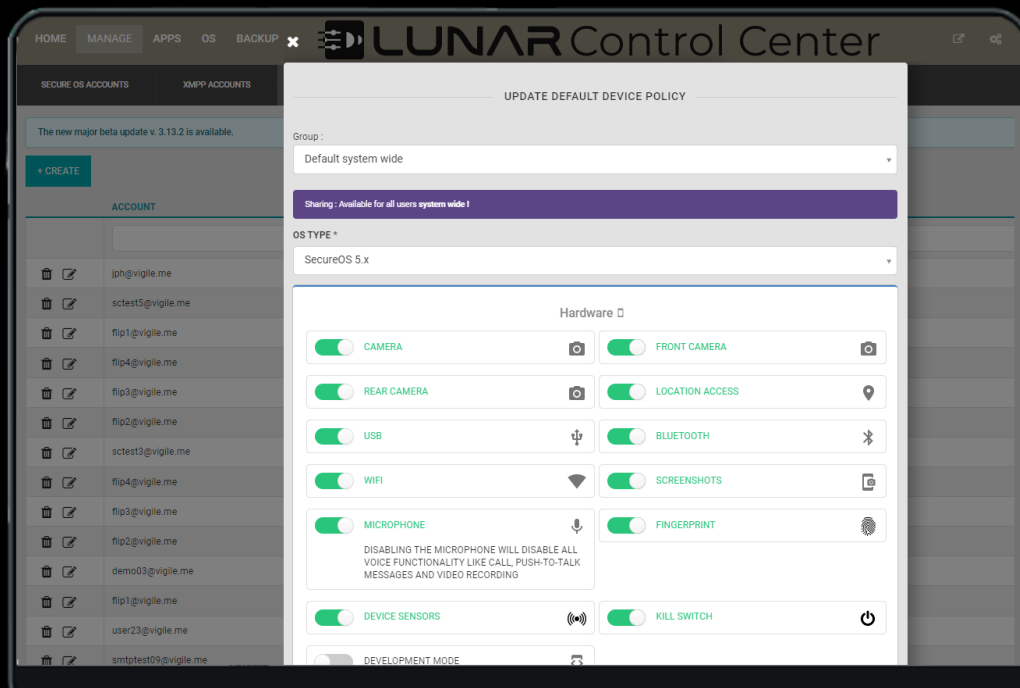 HOME MANAGE APPS OS BACKUP LUNAR Control Center
SECURE OS ACCOUNTS XMPP ACCOUNTS
The new major beta update v. 3.13.2 is available.
+ CREATE
ACCOUNT
jph@vigile.me
sctest5@vigile.me
flip1@vigile.me
flip4@vigile.me
flip3@vigile.me
flip2@vigile.me
sctest3@vigile.me
flip4@vigile.me
flip3@vigile.me
flip2@vigile.me
demo03@vigile.me
flip1@vigile.me
user23@vigile.me
smtptest09@vigile.me
UPDATE DEFAULT DEVICE POLICY
Group :
Default system wide
Sharing : Available for all users system wide !
OS TYPE *
SecureOS 5.x
Hardware
CAMERA
FRONT CAMERA
REAR CAMERA
LOCATION ACCESS
USB
BLUETOOTH
WIFI
SCREENSHOTS
MICROPHONE
DISABLING THE MICROPHONE WILL DISABLE ALL
VOICE FUNCTIONALITY LIKE CALL, PUSH-TO-TALK
MESSAGES AND VIDEO RECORDING
FINGERPRINT
DEVICE SENSORS
KILL SWITCH
DEVELOPMENT MODE